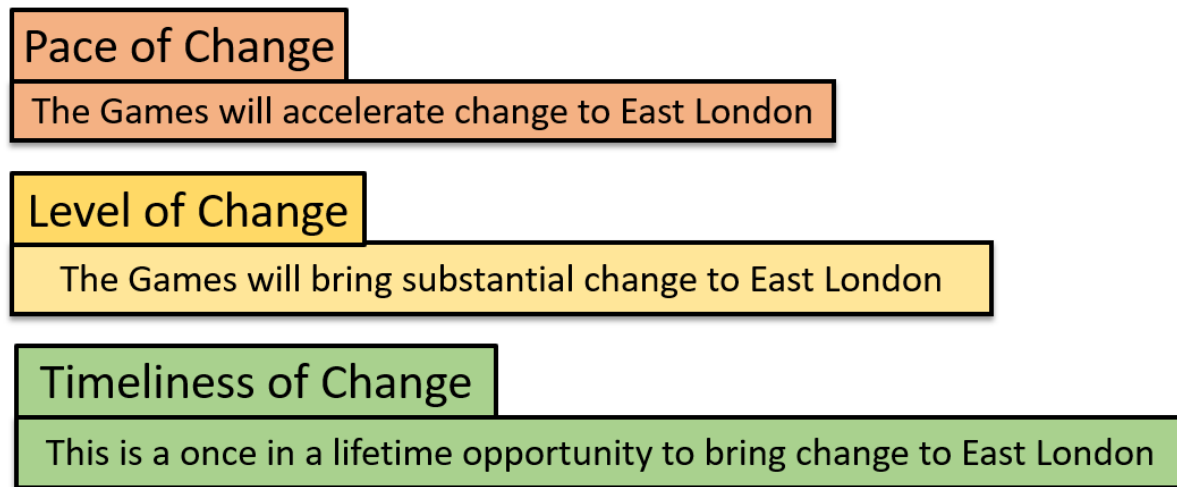 Pace of Change
The Games will accelerate change to East London
Level of Change
The Games will bring substantial change to East London
Timeliness of Change
This is a once in a lifetime opportunity to bring change to East London